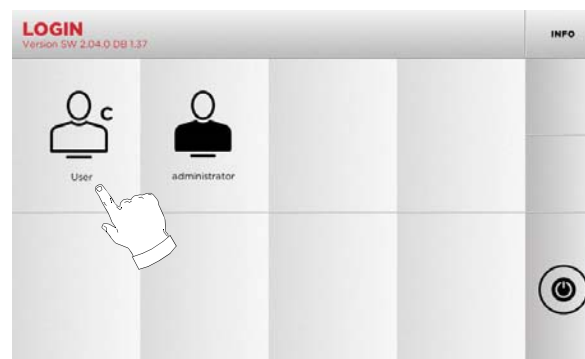 LOGIN
Version SW 2.04.0 DB 1.37
INFO
C
User
administrator